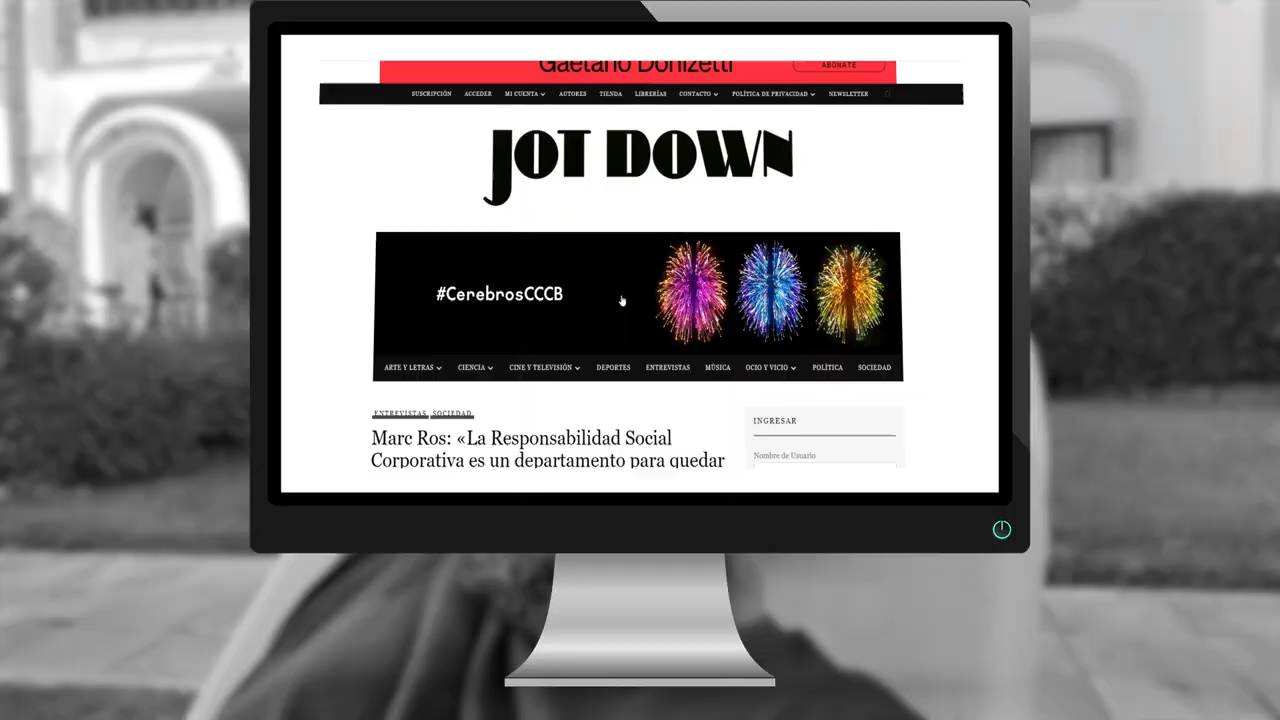 Gaetano Donizetti
ABÓNATE
SUSCRIPCIÓN ACCEDER MI CUENTA AUTORES TIENDA LIBRERÍAS CONTACTO POLÍTICA DE PRIVACIDAD NEWSLETTER
JOT DOWN
#CerebrosCCCB
ARTE Y LETRAS CIENCIA CINE Y TELEVISIÓN DEPORTES ENTREVISTAS MÚSICA OCIO Y VICIO POLÍTICA SOCIEDAD
ENTREVISTAS SOCIEDAD
Marc Ros: «La Responsabilidad Social
Corporativa es un departamento para quedar
INGRESAR
Nombre de Usuario